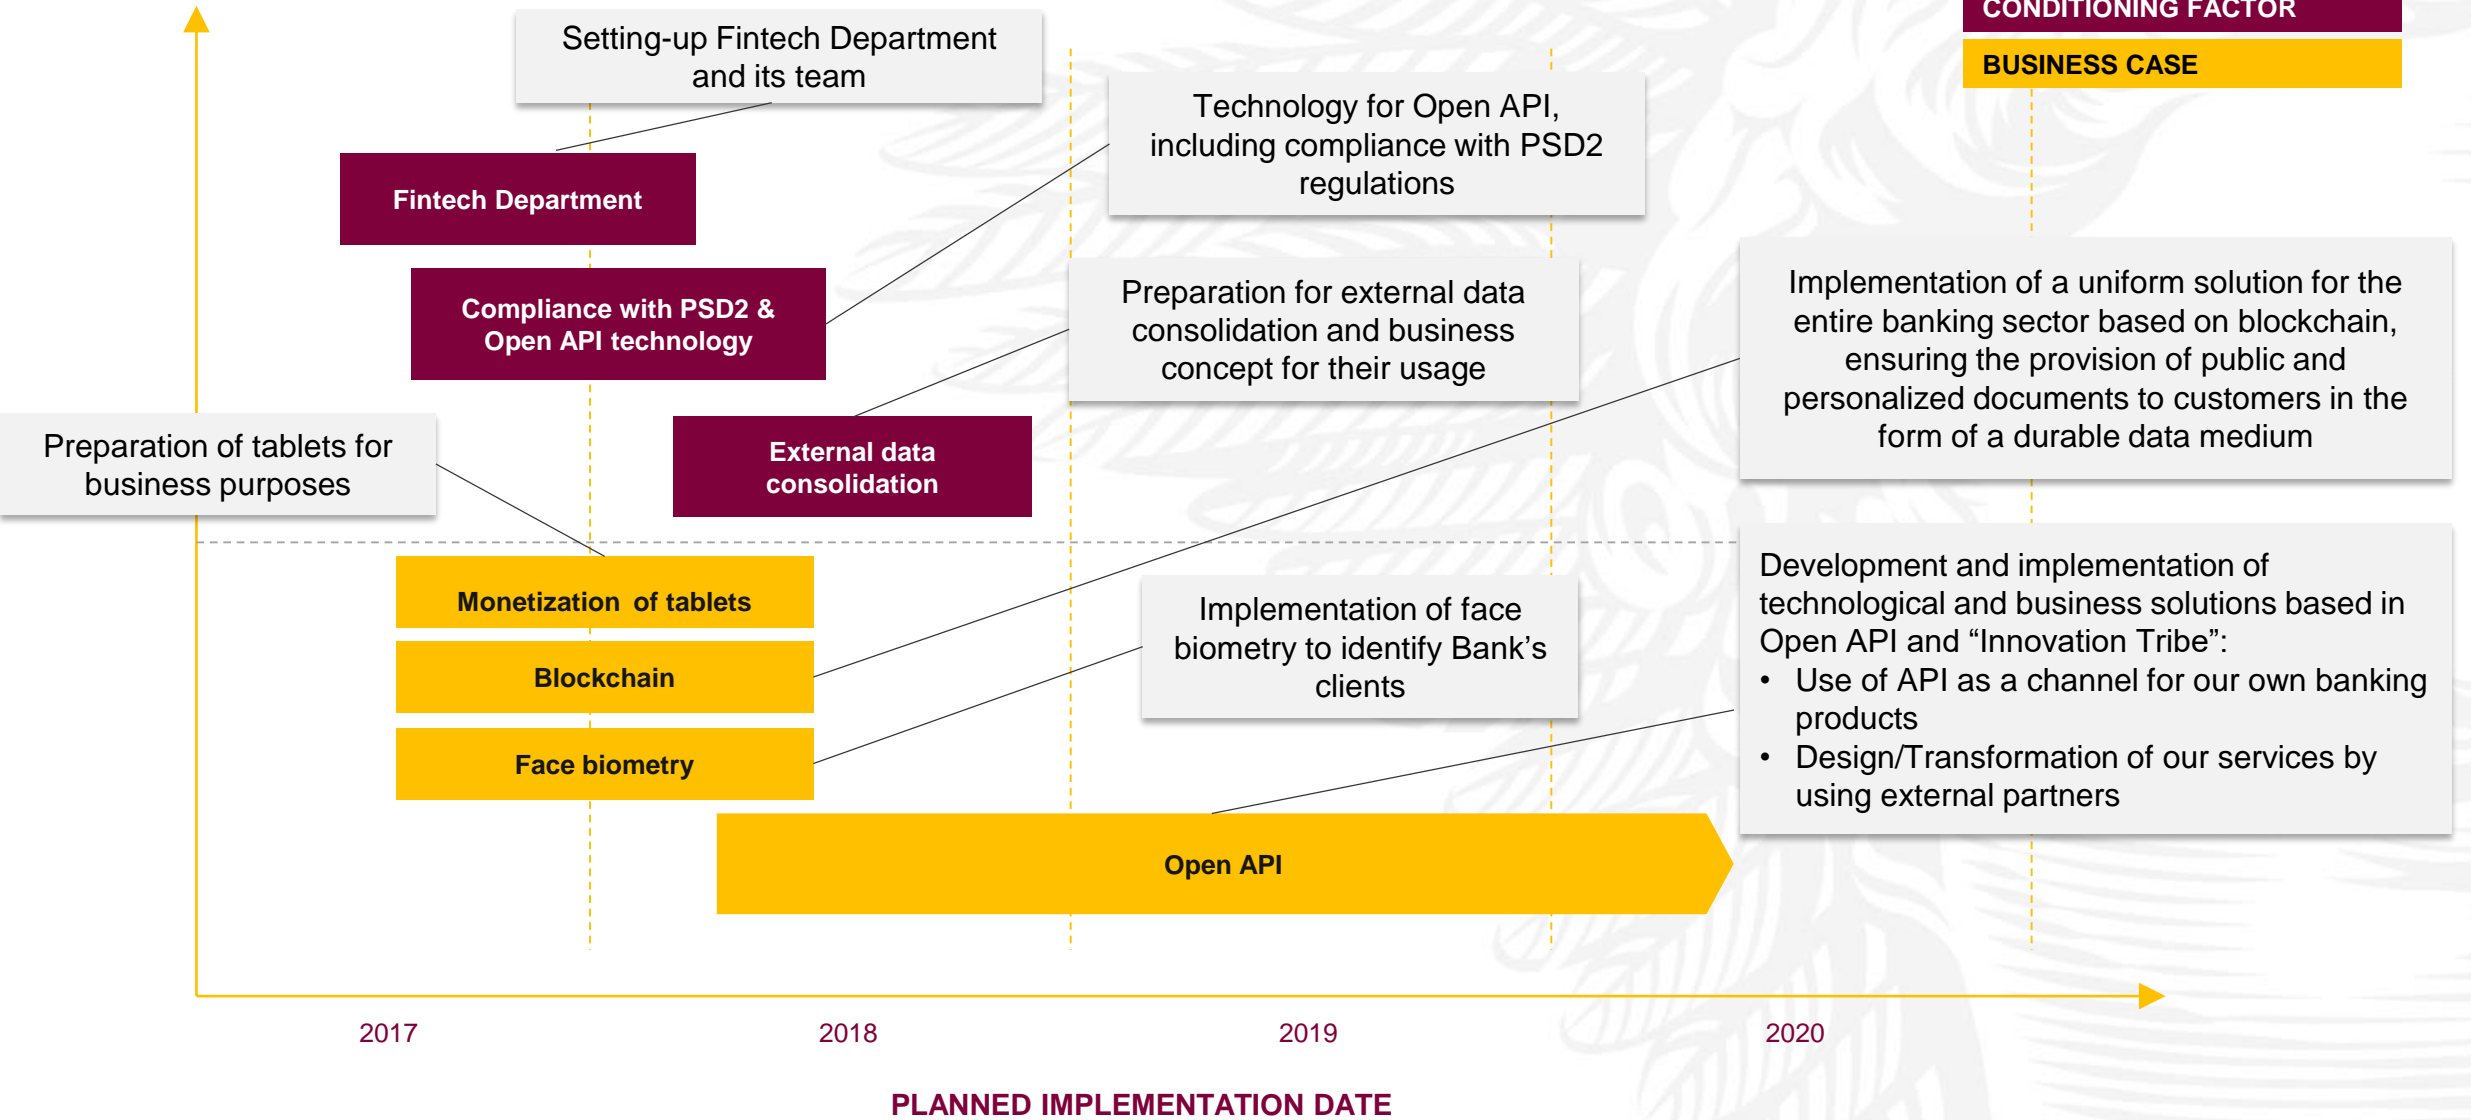 CONDITIONING FACTOR
BUSINESS CASE
Setting-up Fintech Department
and its team
Technology for Open API,
including compliance with PSD2
regulations
Fintech Department
Compliance with PSD2 &
Open API technology
Preparation for external data
consolidation and business
concept for their usage
Implementation of a uniform solution for the
entire banking sector based on blockchain,
ensuring the provision of public and
personalized documents to customers in the
form of a durable data medium
Preparation of tablets for
business purposes
External data
consolidation
Monetization of tablets
Blockchain
Face biometry
Implementation of face
biometry to identify Bank's
clients
Development and implementation of
technological and business solutions based in
Open API and “Innovation Tribe”:
• Use of API as a channel for our own banking
products
• Design/Transformation of our services by
using external partners
Open API
2017
2018
2019
2020
PLANNED IMPLEMENTATION DATE